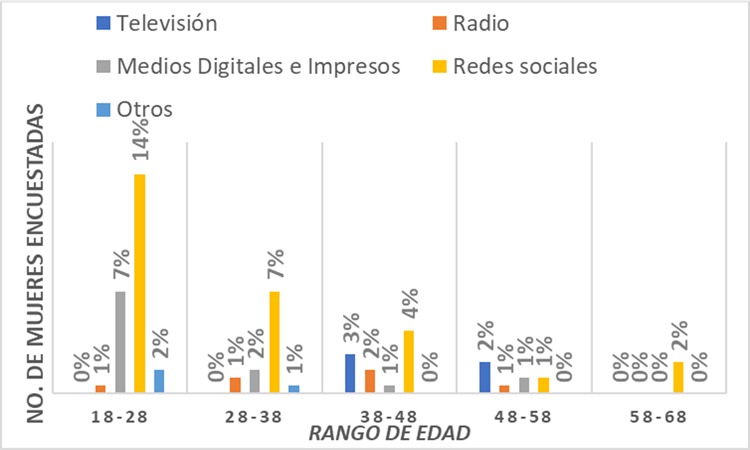 Televisión
Radio
Medios Digitales e Impresos
Redes sociales
Otros
NO. DE MUJERES ENCUESTADAS
0% 1% 7% 14% 2%
0% 1% 2% 7% 1%
3% 2% 1% 4% 0%
2% 1% 1% 1% 0%
0% 0% 0% 2% 0%
18-28 28-38 38-48 48-58 58-68
RANGO DE EDAD